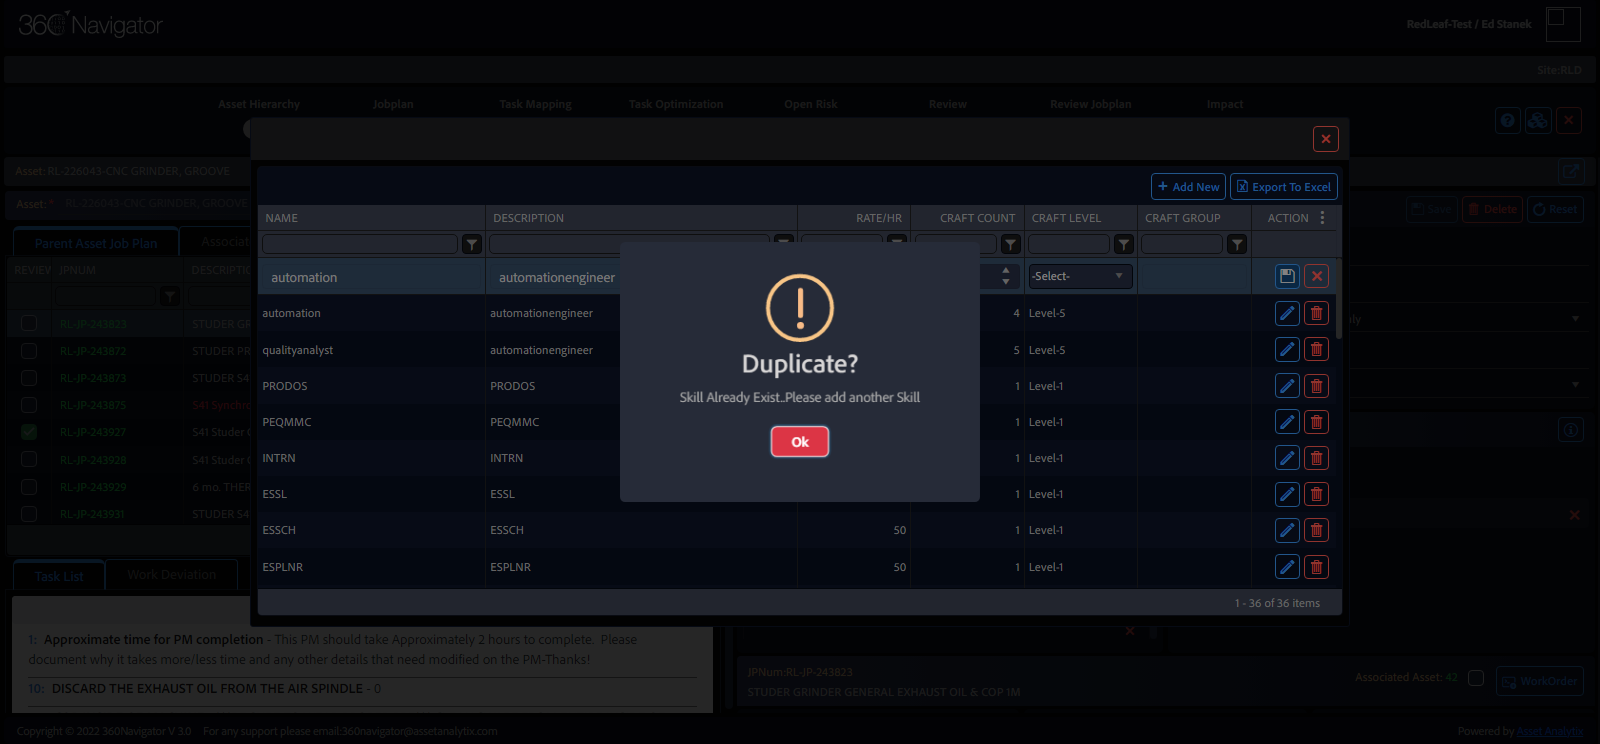 360 Navigator
RedLeaf-Test / Ed Stanek
Site:RLD
Asset Hierarchy Jobplan Task Mapping Task Optimization Open Risk Review Review Jobplan Impact
Asset: RL-226043-CNC GRINDER, GROOVE
Asset: * RL-226043-CNC GRINDER, GROOVE
Save Delete Reset
+ Add New Export To Excel
Parent Asset Job Plan Associat
NAME DESCRIPTION RATE/HR CRAFT COUNT CRAFT LEVEL CRAFT GROUP ACTION
REVIEW JPNUM DESCRIPTIO
automation automationengineer -Select-
automation automationengineer 4 Level-5
qualityanalyst automationengineer 5 Level-5
PRODOS PRODOS 1 Level-1
PEQMMC PEQMMC 1 Level-1
INTRN INTRN 1 Level-1
ESSL ESSL 1 Level-1
ESSCH ESSCH 50 1 Level-1
ESPLNR ESPLNR 50 1 Level-1
1 - 36 of 36 items
Duplicate?
Skill Already Exist..Please add another Skill
Ok
RL-JP-243823 STUDER GR
RL-JP-243872 STUDER PR
RL-JP-243873 STUDER S4
RL-JP-243875 S41 Synchro
RL-JP-243927 S41 Studer C
RL-JP-243928 S41 Studer C
RL-JP-243929 6 mo. THER
RL-JP-243931 STUDER S4
Task List Work Deviation
1: Approximate time for PM completion - This PM should take Approximately 2 hours to complete. Please
document why it takes more/less time and any other details that need modified on the PM-Thanks!
10: DISCARD THE EXHAUST OIL FROM THE AIR SPINDLE - 0
JPNum:RL-JP-243823
STUDER GRINDER GENERAL EXHAUST OIL & COP 1M
Associated Asset: 42 WorkOrder
Copyright © 2022 360Navigator V 3.0 For any support please email:360navigator@assetanalytix.com
Powered by Asset Analytix